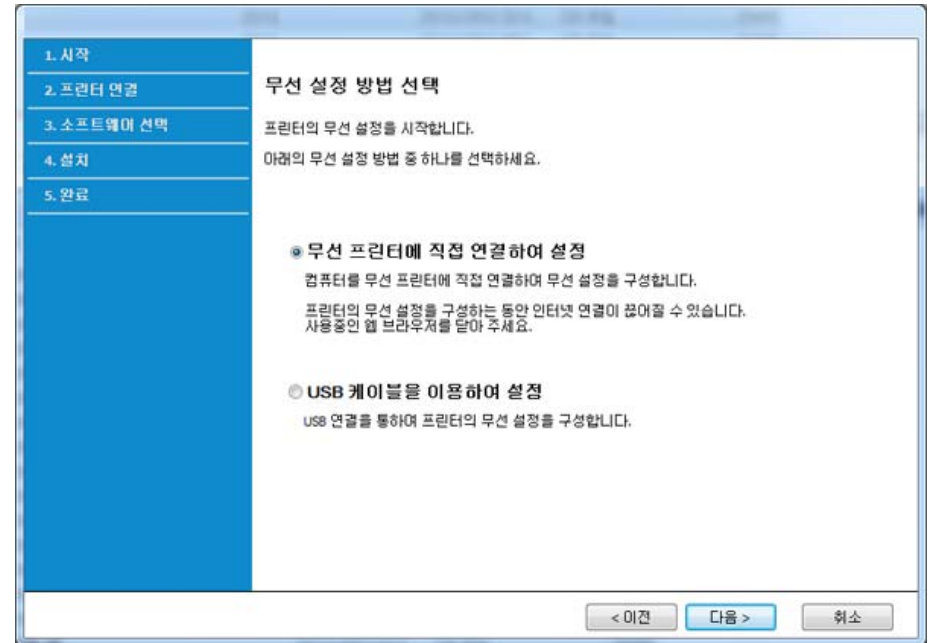 1. 시작
2. 프린터 연결
3. 소프트웨어 선택
4. 설치
5. 완료
무선 설정 방법 선택
프린터의 무선 설정을 시작합니다.
아래의 무선 설정 방법 중 하나를 선택하세요.
무선 프린터에 직접 연결하여 설정
컴퓨터를 무선 프린터에 직접 연결하여 무선 설정을 구성합니다.
프린터의 무선 설정을 구성하는 동안 인터넷 연결이 끊어질 수 있습니다.
사용중인 웹 브라우저를 닫아 주세요.
USB 케이블을 이용하여 설정
USB 연결을 통하여 프린터의 무선 설정을 구성합니다.
< 이전
다음 >
취소